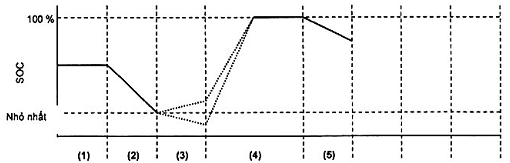 100 %
SOC
Nhỏ nhất
(1) (2) (3) (4) (5)